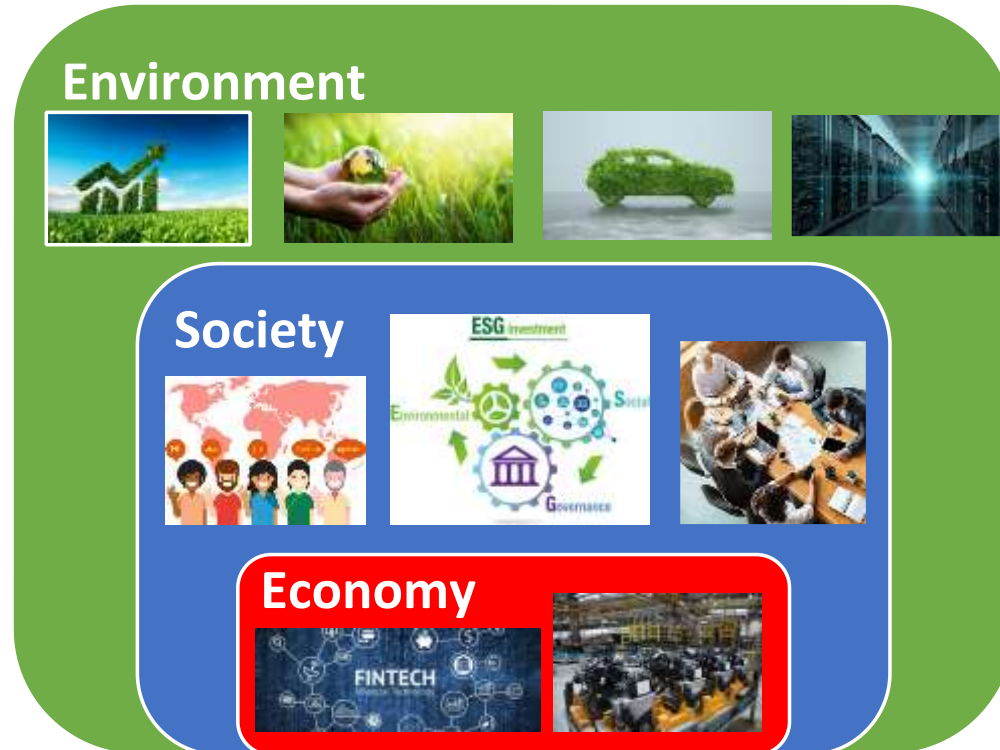 Environment
Society
ESG Investment
Environmental
Social
Governance
Economy
FINTECH